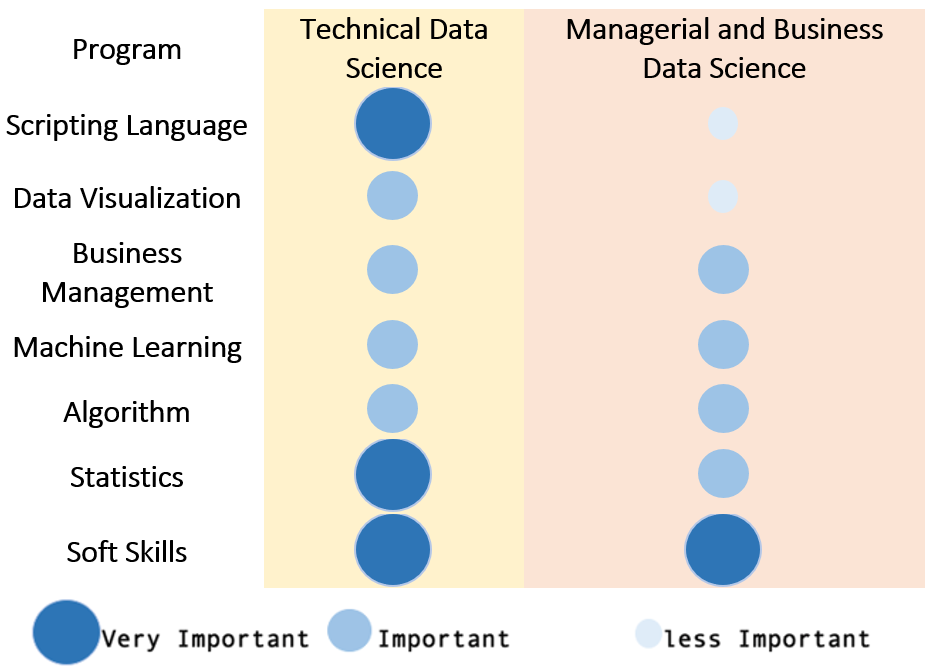 Program
Technical Data
Science
Managerial and Business
Data Science
Scripting Language
Data Visualization
Business
Management
Machine Learning
Algorithm
Statistics
Soft Skills
Very Important
Important
less Important